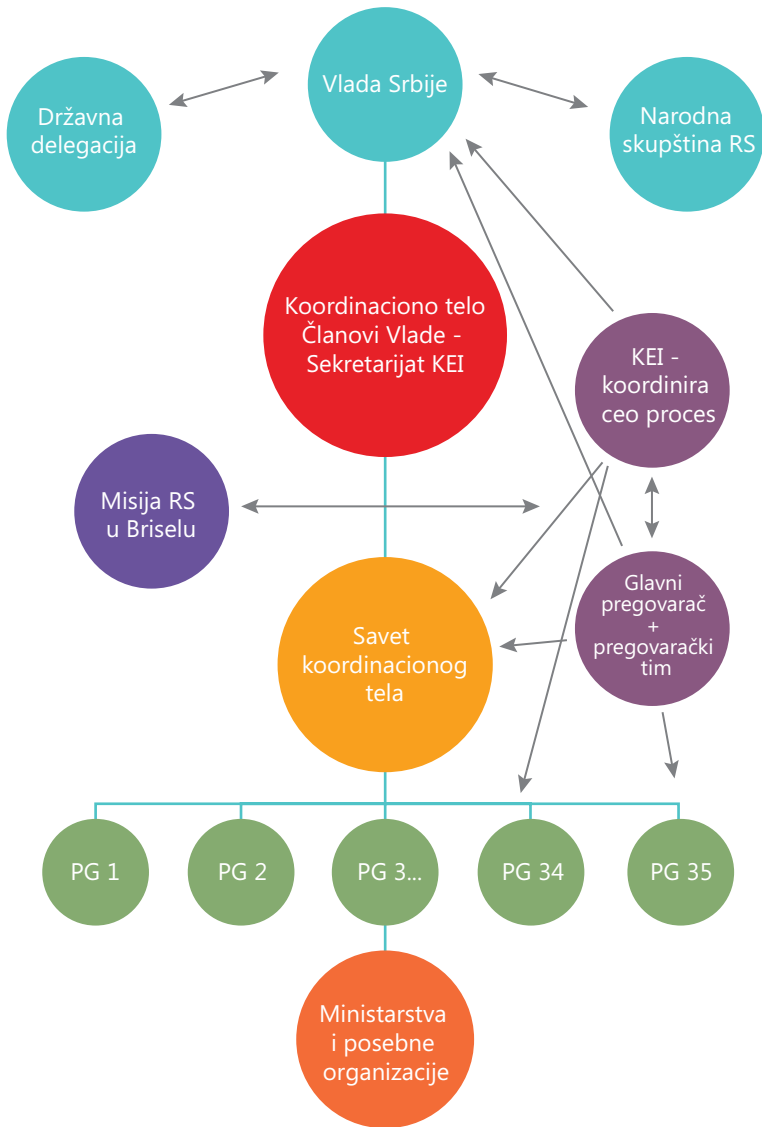 Vlada Srbije
Državna
delegacija
Narodna
skupština RS
Koordinaciono telo
Članovi Vlade -
Sekretarijat KEI
KEI -
koordinira
ceo proces
Misija RS
u Briselu
Glavni
pregovarač
+
pregovarački
tim
Savet
koordinacionog
tela
PG 1
PG 2
PG 3...
PG 34
PG 35
Ministarstva
i posebne
organizacije